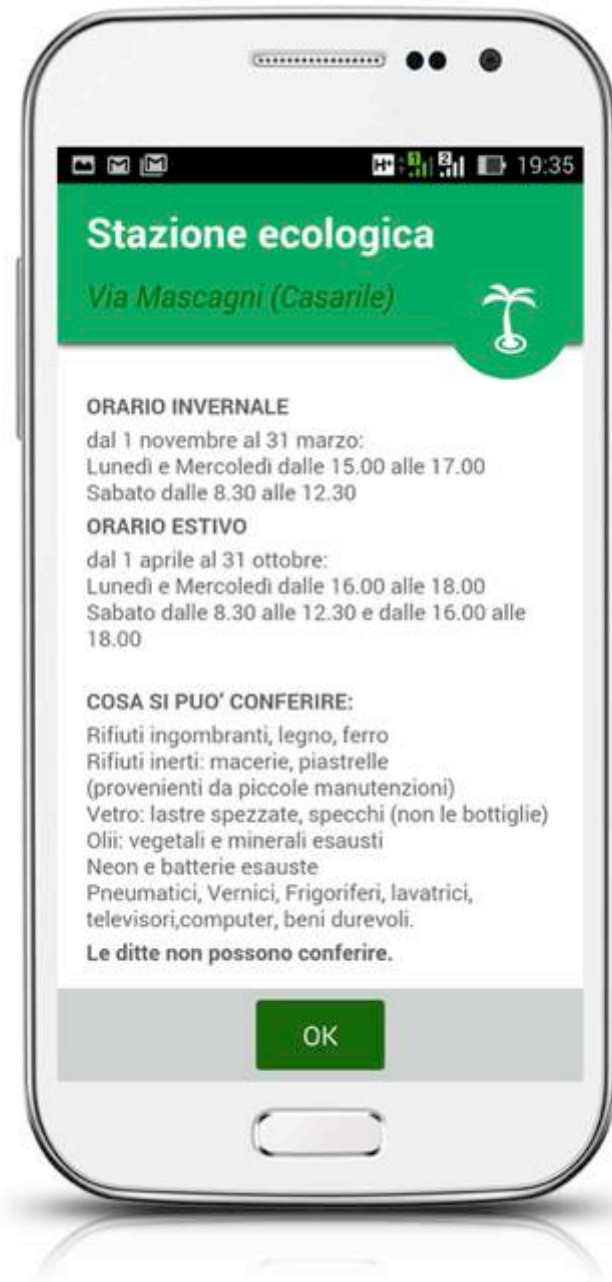 19:35
Stazione ecologica
Via Mascagni (Casarile)
ORARIO INVERNALE
dal 1 novembre al 31 marzo:
Lunedì e Mercoledì dalle 15.00 alle 17.00
Sabato dalle 8.30 alle 12.30
ORARIO ESTIVO
dal 1 aprile al 31 ottobre:
Lunedì e Mercoledì dalle 16.00 alle 18.00
Sabato dalle 8.30 alle 12.30 e dalle 16.00 alle
18.00
COSA SI PUO' CONFERIRE:
Rifiuti ingombranti, legno, ferro
Rifiuti inerti: macerie, piastrelle
(provenienti da piccole manutenzioni)
Vetro: lastre spezzate, specchi (non le bottiglie)
Olii: vegetali e minerali esausti
Neon e batterie esauste
Pneumatici, Vernici, Frigoriferi, lavatrici,
televisori,computer, beni durevoli.
Le ditte non possono conferire.
OK